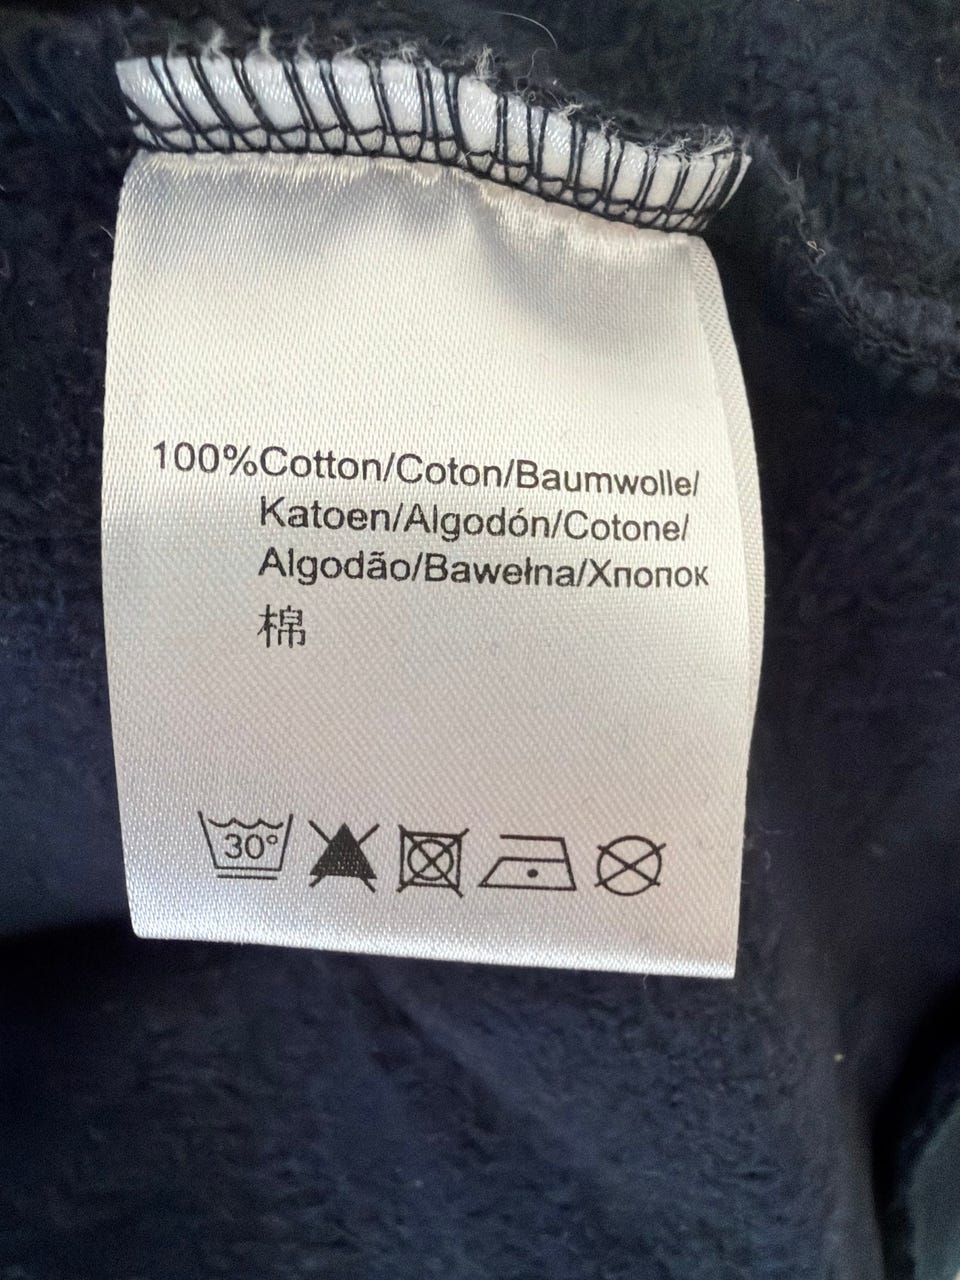 100%Cotton/Coton/Baumwolle/
Katoen/Algodón/Cotone/
Algodão/Bawełna/Хлопок
棉
30°